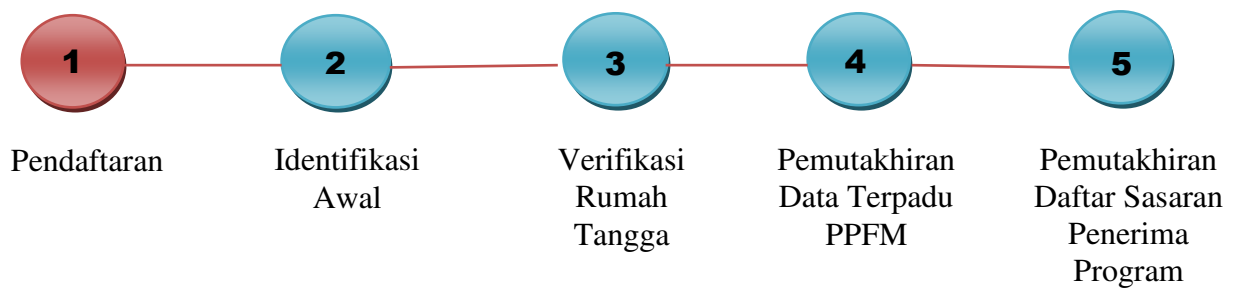 1
2
3
4
5
Pendaftaran
Identifikasi
Awal
Verifikasi
Rumah
Tangga
Pemutakhiran
Data Terpadu
PPFM
Pemutakhiran
Daftar Sasaran
Penerima
Program